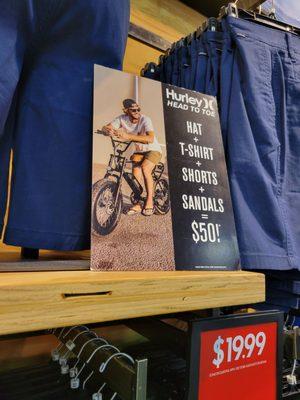 Hurley
HEAD TO TOE
HAT
+
T-SHIRT
+
SHORTS
+
SANDALS
=
$50!
$19.99